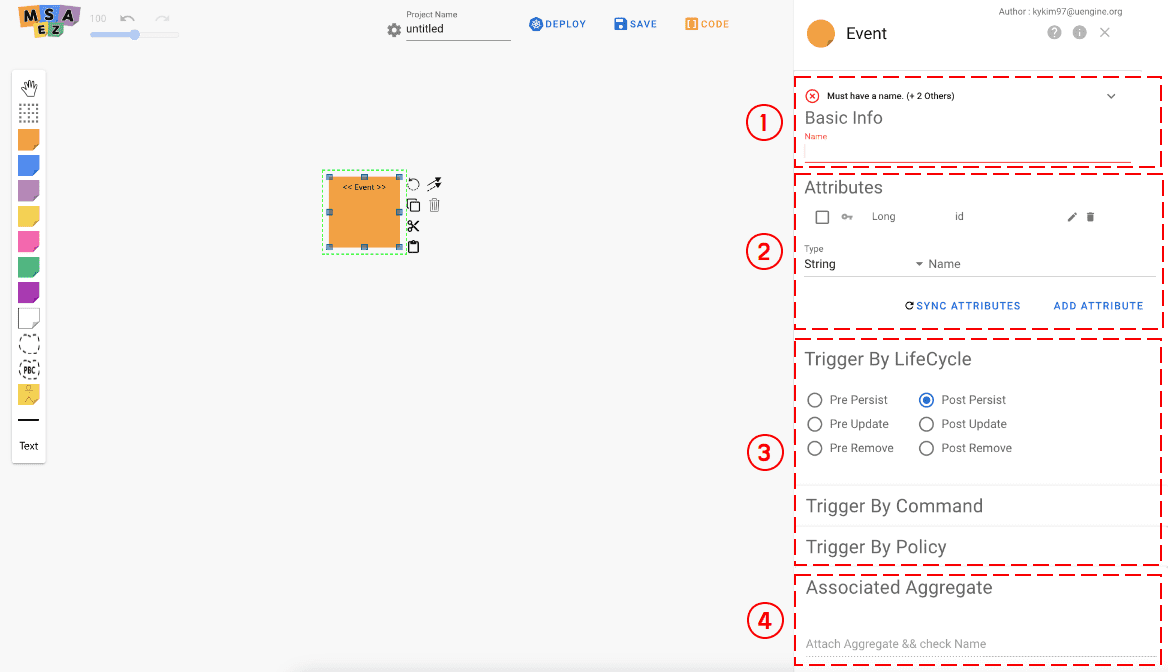 MSA
EZ
100
Project Name
untitled
DEPLOY
SAVE
CODE
Author : kykim97@uengine.org
Event
<< Event >>
PBC
Text
1
Must have a name. (+ 2 Others)
Basic Info
Name
2
Attributes
Long id
Type
String Name
SYNC ATTRIBUTES ADD ATTRIBUTE
3
Trigger By LifeCycle
Pre Persist Post Persist
Pre Update Post Update
Pre Remove Post Remove
Trigger By Command
Trigger By Policy
4
Associated Aggregate
Attach Aggregate && check Name